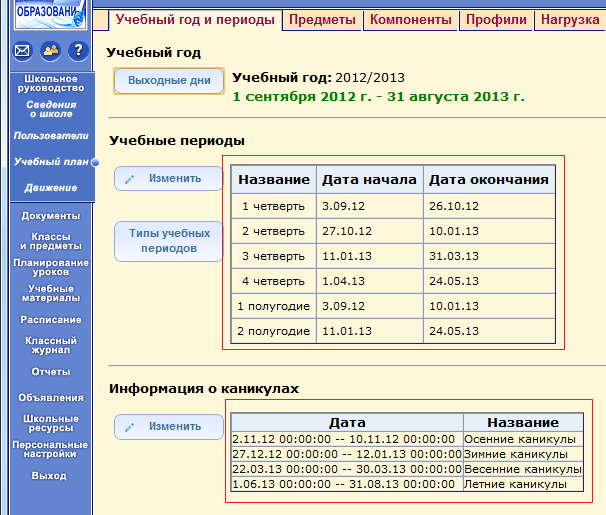 ОБРАЗОВАНИ
Учебный год и периоды Предметы Компоненты Профили Нагрузка
?
Школьное
руководство
Сведения
о школе
Пользователи
Учебный план
Движение
Документы
Классы
и предметы
Планирование
уроков
Учебные
материалы
Расписание
Классный
журнал
Отчеты
Объявления
Школьные
ресурсы
Персональные
настройки
Выход
Учебный год
Выходные дни
Учебный год: 2012/2013
1 сентября 2012 г. - 31 августа 2013 г.
Учебные периоды
Изменить
Типы учебных
периодов
Название Дата начала Дата окончания
1 четверть 3.09.12 26.10.12
2 четверть 27.10.12 10.01.13
3 четверть 11.01.13 31.03.13
4 четверть 1.04.13 24.05.13
1 полугодие 3.09.12 10.01.13
2 полугодие 11.01.13 24.05.13
Информация о каникулах
Изменить
Дата Название
2.11.12 00:00:00 -- 10.11.12 00:00:00 Осенние каникулы
27.12.12 00:00:00 -- 12.01.13 00:00:00 Зимние каникулы
22.03.13 00:00:00 -- 30.03.13 00:00:00 Весенние каникулы
1.06.13 00:00:00 -- 31.08.13 00:00:00 Летние каникулы